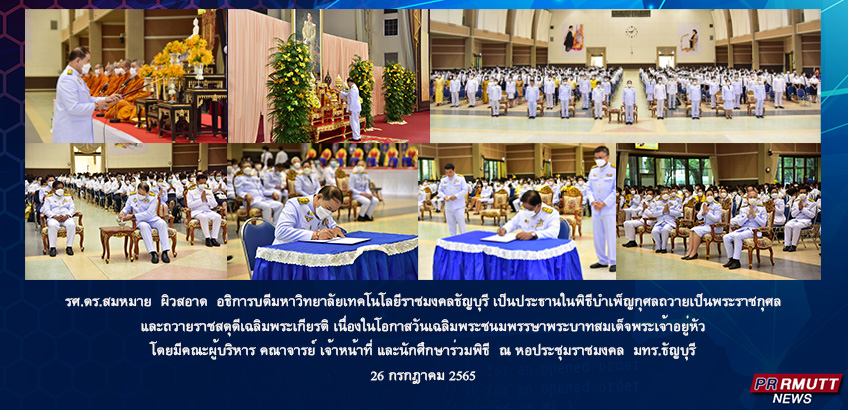 รศ.ดร.สมหมาย ผิวสอาด อธิการบดีมหาวิทยาลัยเทคโนโลยีราชมงคลธัญบุรี เป็นประธานในพิธีบำเพ็ญกุศลถวายเป็นพระราชกุศล
และถวายราชสดุดีเฉลิมพระเกียรติ เนื่องในโอกาสวันเฉลิมพระชนมพรรษาพระบาทสมเด็จพระเจ้าอยู่หัว
โดยมีคณะผู้บริหาร คณาจารย์ เจ้าหน้าที่ และนักศึกษาร่วมพิธี ณ หอประชุมราชมงคล มทร.ธัญบุรี
26 กรกฎาคม 2565
PR RMUTT
NEWS